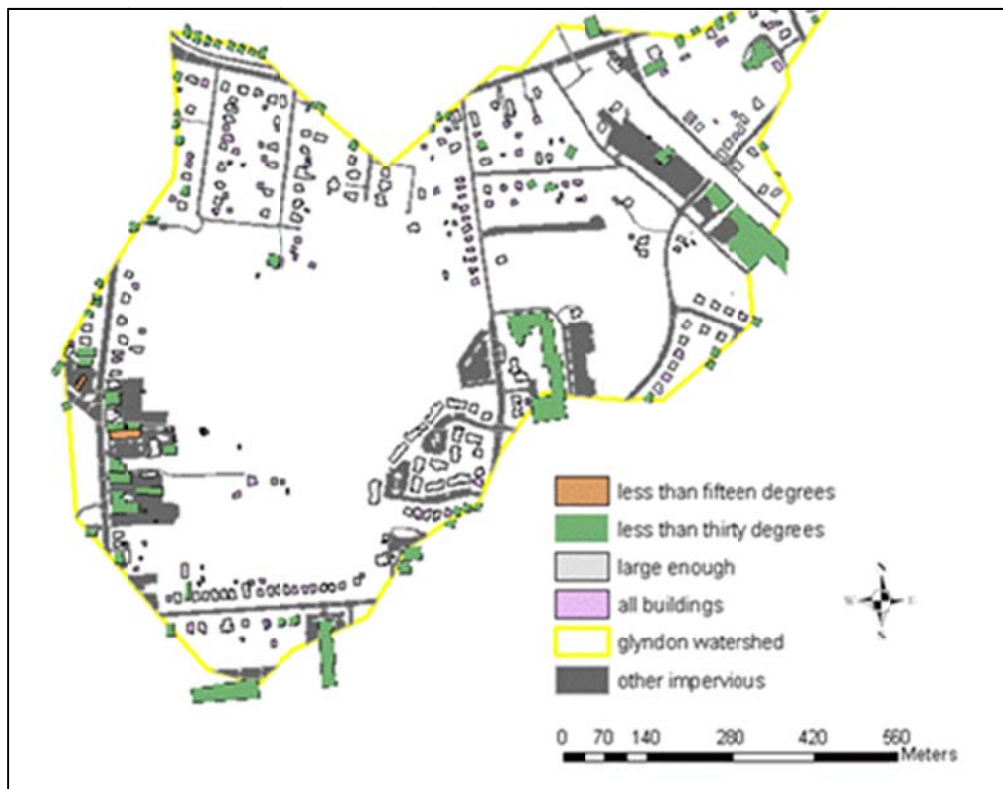 less than fifteen degrees
less than thirty degrees
large enough
all buildings
glyndon watershed
other impervious
W E
0 70 140 280 420 560
Meters